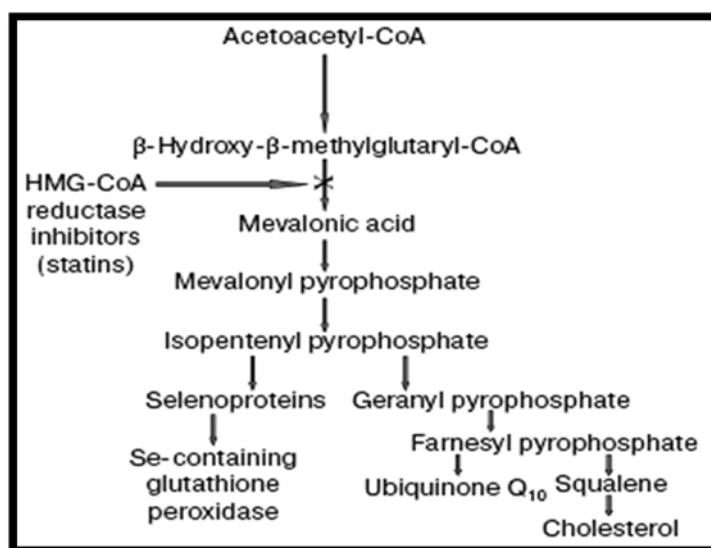 Acetoacetyl-CoA
β-Hydroxy-β-methylglutaryl-CoA
HMG-CoA
reductase
inhibitors
(statins)
Mevalonic acid
Mevalonyl pyrophosphate
Isopentenyl pyrophosphate
Selenoproteins
Geranyl pyrophosphate
Farnesyl pyrophosphate
Se-containing
glutathione
peroxidase
Ubiquinone Q₁₀
Squalene
Cholesterol